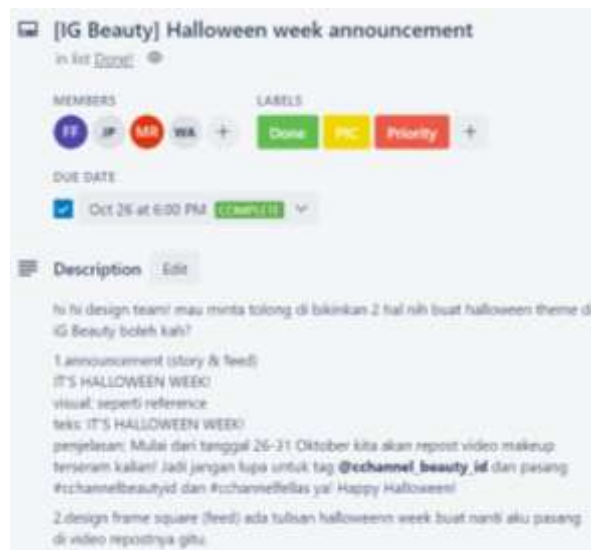 [IG Beauty] Halloween week announcement
in list Done!
MEMBERS LABELS
FF JP MR WA + Done PIC Priority +
DUE DATE
Oct 26 at 6:00 PM COMPLETE
Description Edit
hi hi design team! mau minta tolong di bikinkan 2 hal nih buat halloween theme di
IG Beauty boleh kah?
1.announcement (story & feed)
IT'S HALLOWEEN WEEK!
visual: seperti reference
teks: IT'S HALLOWEEN WEEK!
penjelasan: Mulai dari tanggal 26-31 Oktober kita akan repost video makeup
terseram kalian! Jadi jangan lupa untuk tag @cchannel_beauty_id dan pasang
#cchannelbeautyid dan #cchannelfellas ya! Happy Halloween!
2.design frame square (feed) ada tulisan halloweenn week buat nanti aku pasang
di video repostnya gitu.